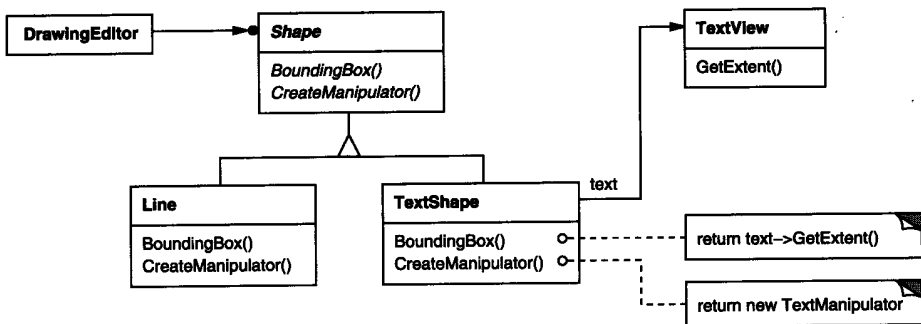 DrawingEditor
Shape
BoundingBox()
CreateManipulator()
TextView
GetExtent()
Line
BoundingBox()
CreateManipulator()
TextShape
BoundingBox()
CreateManipulator()
text
return text->GetExtent()
return new TextManipulator